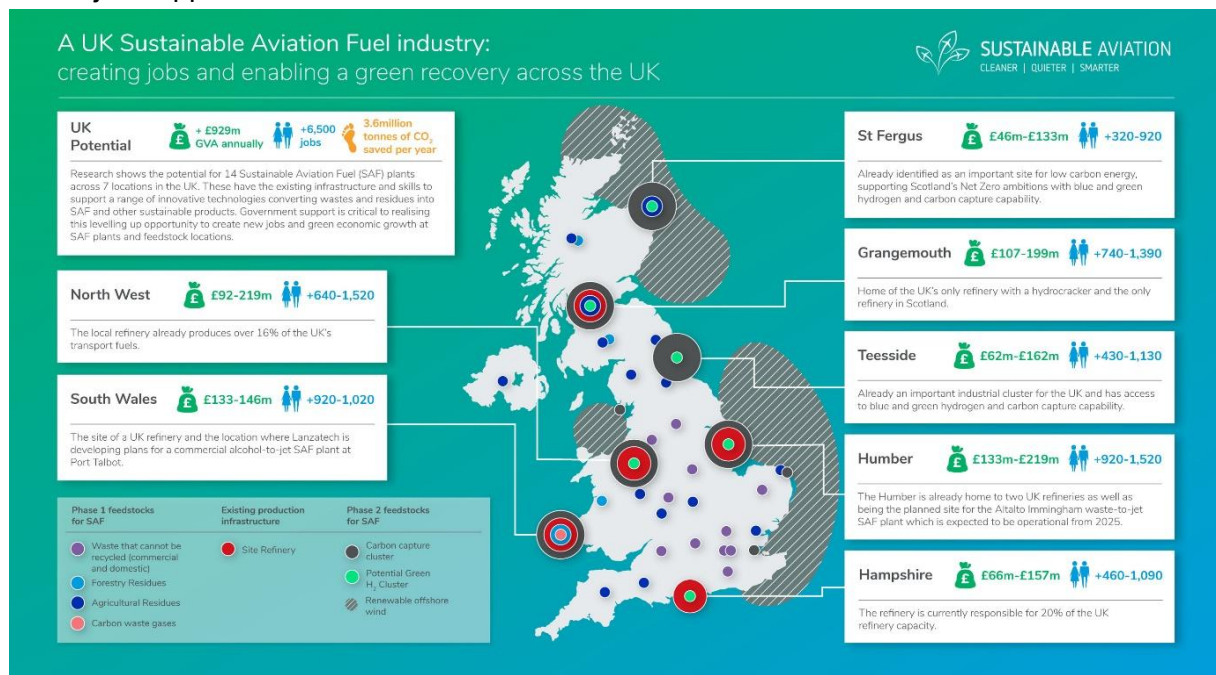 A UK Sustainable Aviation Fuel industry:
creating jobs and enabling a green recovery across the UK
SUSTAINABLE AVIATION
CLEANER | QUIETER | SMARTER
UK
Potential
+ £929m
GVA annually
+6,500
jobs
3.6million
tonnes of CO₂
saved per year
Research shows the potential for 14 Sustainable Aviation Fuel (SAF) plants
across 7 locations in the UK. These have the existing infrastructure and skills to
support a range of innovative technologies converting wastes and residues into
SAF and other sustainable products. Government support is critical to realising
this levelling up opportunity to create new jobs and green economic growth at
SAF plants and feedstock locations.
North West £92-219m +640-1,520
The local refinery already produces over 16% of the UK's
transport fuels.
South Wales £133-146m +920-1,020
The site of a UK refinery and the location where Lanzatech is
developing plans for a commercial alcohol-to-jet SAF plant at
Port Talbot.
Phase 1 feedstocks
for SAF
Waste that cannot be
recycled (commercial
and domestic)
Forestry Residues
Agricultural Residues
Carbon waste gases
Existing production
infrastructure
Site Refinery
Phase 2 feedstocks
for SAF
Carbon capture
cluster
Potential Green
H₂ Cluster
Renewable offshore
wind
St Fergus £46m-£133m +320-920
Already identified as an important site for low carbon energy,
supporting Scotland's Net Zero ambitions with blue and green
hydrogen and carbon capture capability.
Grangemouth £107-199m +740-1,390
Home of the UK's only refinery with a hydrocracker and the only
refinery in Scotland.
Teesside £62m-£162m +430-1,130
Already an important industrial cluster for the UK and has access
to blue and green hydrogen and carbon capture capability.
Humber £133m-£219m +920-1,520
The Humber is already home to two UK refineries as well as
being the planned site for the Altalto Immingham waste-to-jet
SAF plant which is expected to be operational from 2025.
Hampshire £66m-£157m +460-1,090
The refinery is currently responsible for 20% of the UK
refinery capacity.